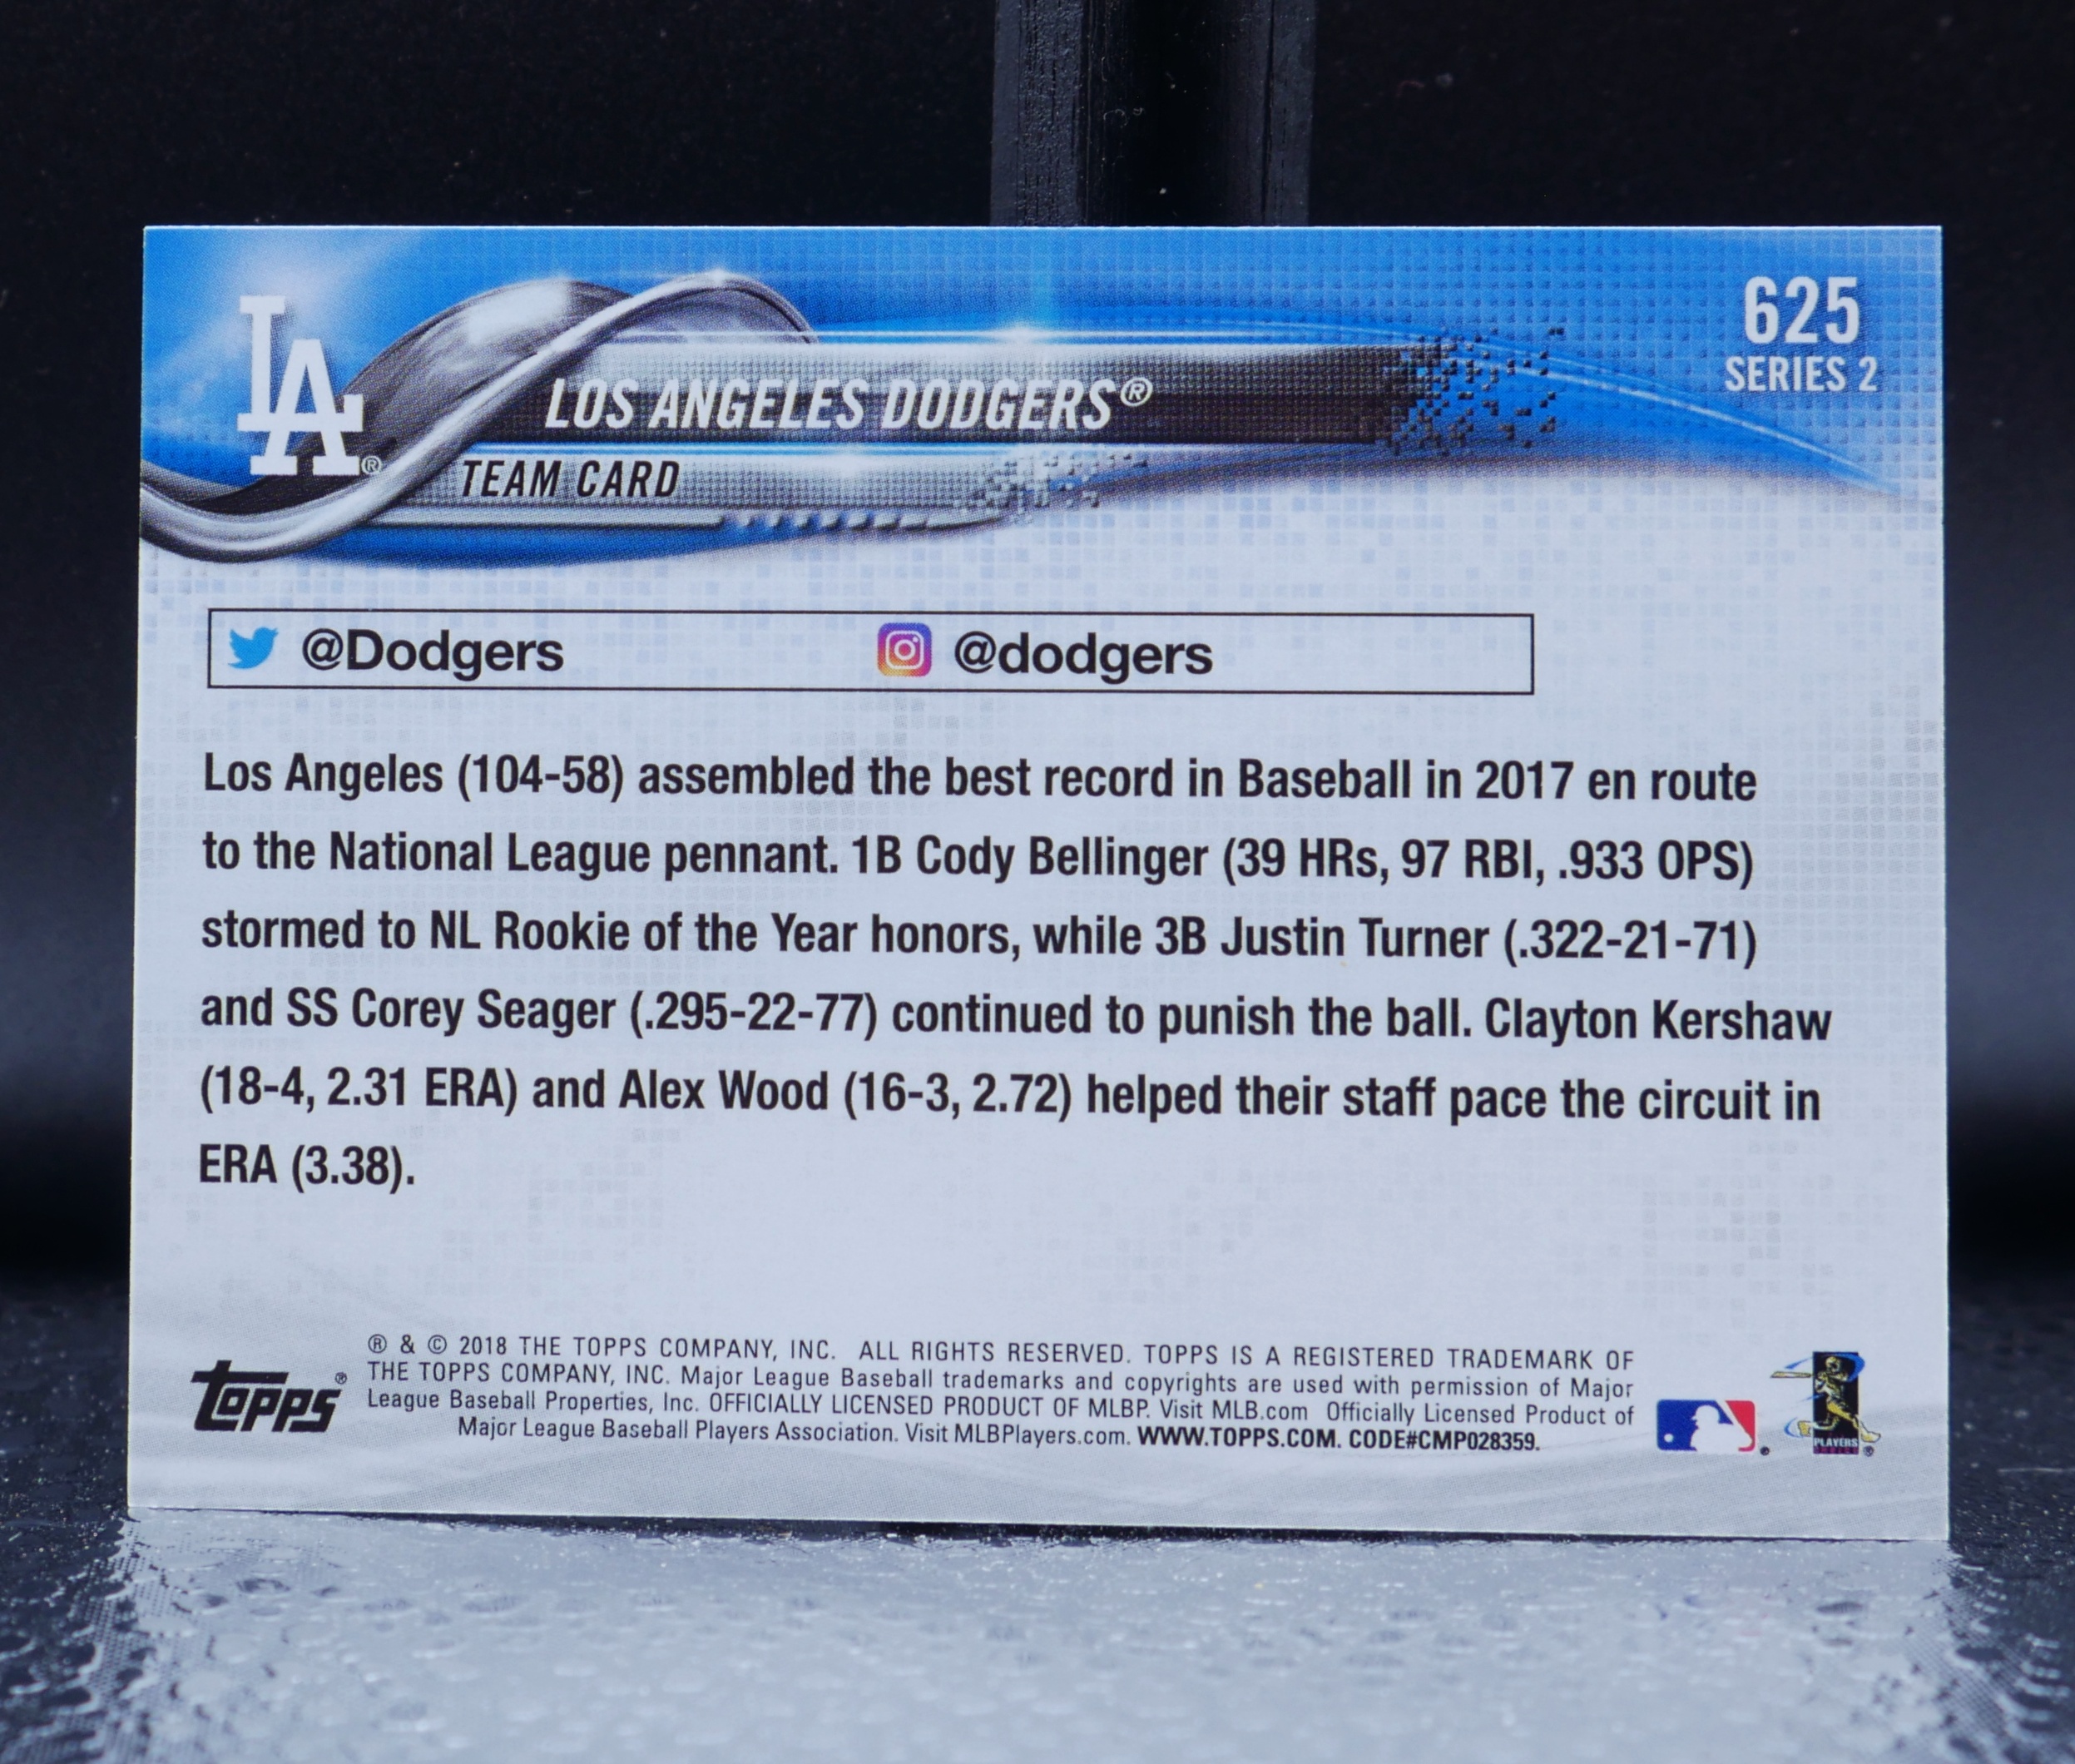 LA®
LOS ANGELES DODGERS®
TEAM CARD
625
SERIES 2
@Dodgers
@dodgers
Los Angeles (104-58) assembled the best record in Baseball in 2017 en route
to the National League pennant. 1B Cody Bellinger (39 HRs, 97 RBI, .933 OPS)
stormed to NL Rookie of the Year honors, while 3B Justin Turner (.322-21-71)
and SS Corey Seager (.295-22-77) continued to punish the ball. Clayton Kershaw
(18-4, 2.31 ERA) and Alex Wood (16-3, 2.72) helped their staff pace the circuit in
ERA (3.38).
topps®
® & © 2018 THE TOPPS COMPANY, INC. ALL RIGHTS RESERVED. TOPPS IS A REGISTERED TRADEMARK OF
THE TOPPS COMPANY, INC. Major League Baseball trademarks and copyrights are used with permission of Major
League Baseball Properties, Inc. OFFICIALLY LICENSED PRODUCT OF MLBP. Visit MLB.com Officially Licensed Product of
Major League Baseball Players Association. Visit MLBPlayers.com. WWW.TOPPS.COM. CODE#CMP028359.
PLAYERS